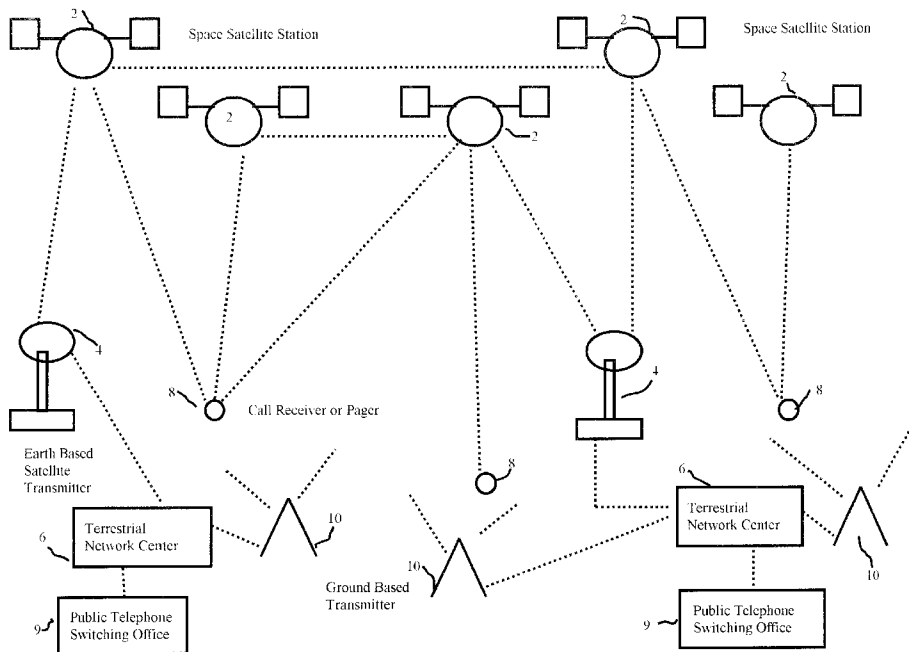 2
Space Satellite Station
2
Space Satellite Station
2
2
2
4
4
8
Call Receiver or Pager
8
Earth Based
Satellite
Transmitter
8
6
Terrestrial
Network Center
10
6
Terrestrial
Network Center
10
10
Ground Based
Transmitter
9
Public Telephone
Switching Office
9
Public Telephone
Switching Office